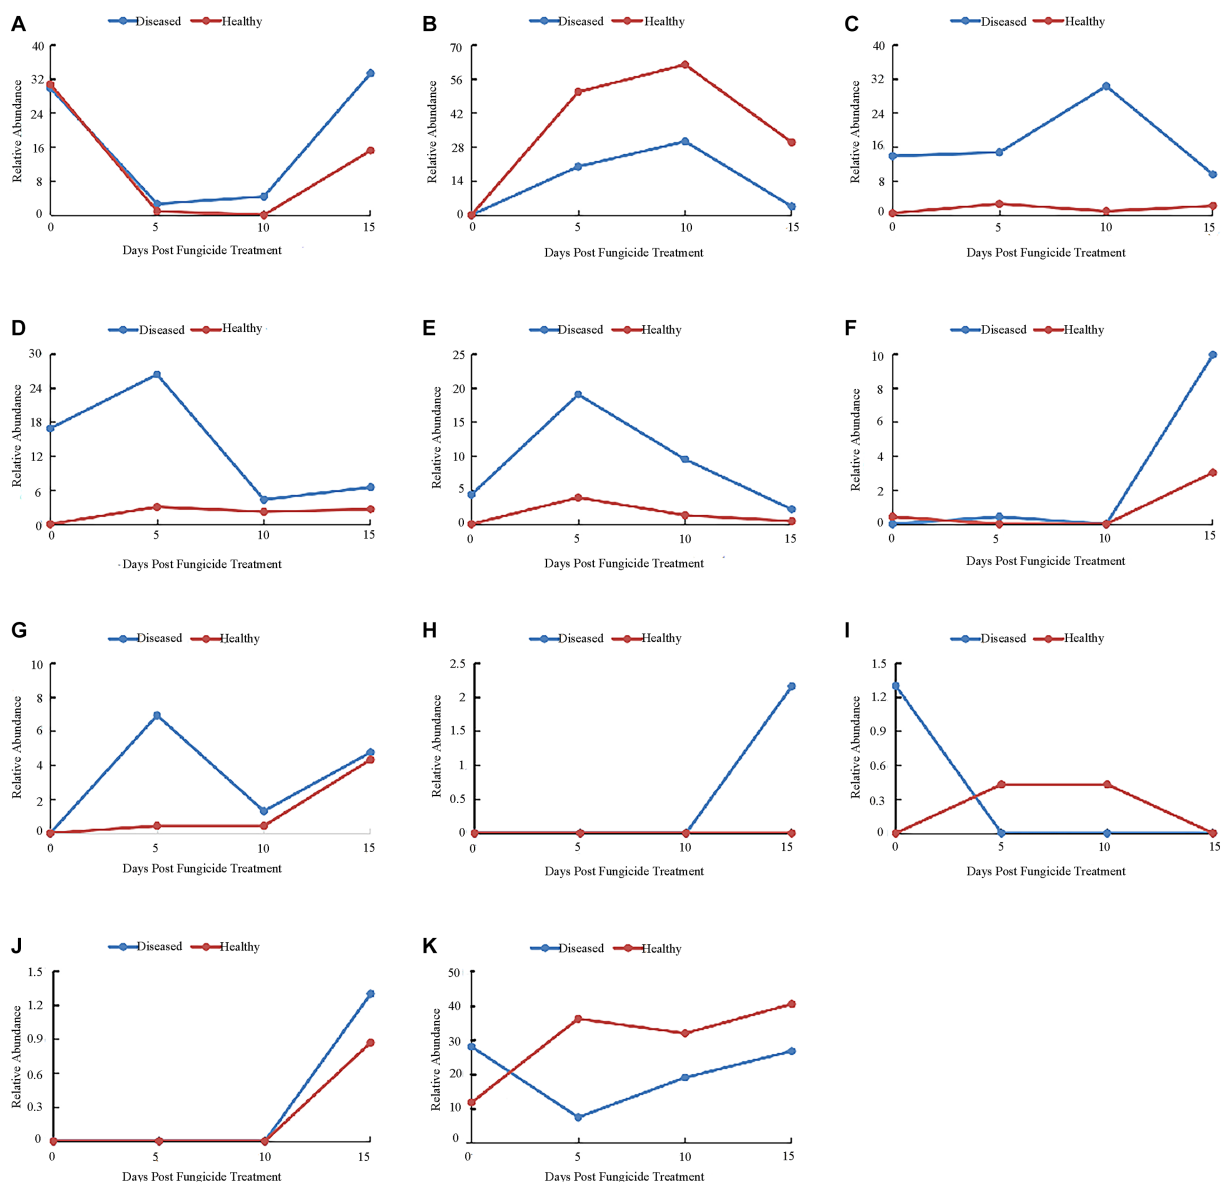 A
Diseased Healthy
40
32
24
16
8
0
Relative Abundance
0 5 10 15
Days Post Fungicide Treatment
B
Diseased Healthy
70
56
42
28
14
0
Relative Abundance
0 5 10 15
Days Post Fungicide Treatment
C
Diseased Healthy
40
32
24
16
8
0
Relative Abundance
0 5 10 15
Days Post Fungicide Treatment
D
Diseased Healthy
30
24
18
12
6
0
Relative Abundance
0 5 10 15
Days Post Fungicide Treatment
E
Diseased Healthy
25
20
15
10
5
0
Relative Abundance
0 5 10 15
Days Post Fungicide Treatment
F
Diseased Healthy
10
8
6
4
2
0
Relative Abundance
0 5 10 15
Days Post Fungicide Treatment
G
Diseased Healthy
10
8
6
4
2
0
Relative Abundance
0 5 10 15
Days Post Fungicide Treatment
H
Diseased Healthy
2.5
2
1.5
1
0.5
0
Relative Abundance
0 5 10 15
Days Post Fungicide Treatment
I
Diseased Healthy
1.5
1.2
0.9
0.6
0.3
0
Relative Abundance
0 5 10 15
Days Post Fungicide Treatment
J
Diseased Healthy
1.5
1.2
0.9
0.6
0.3
0
Relative Abundance
0 5 10 15
Days Post Fungicide Treatment
K
Diseased Healthy
50
40
30
20
10
0
Relative Abundance
0 5 10 15
Days Post Fungicide Treatment